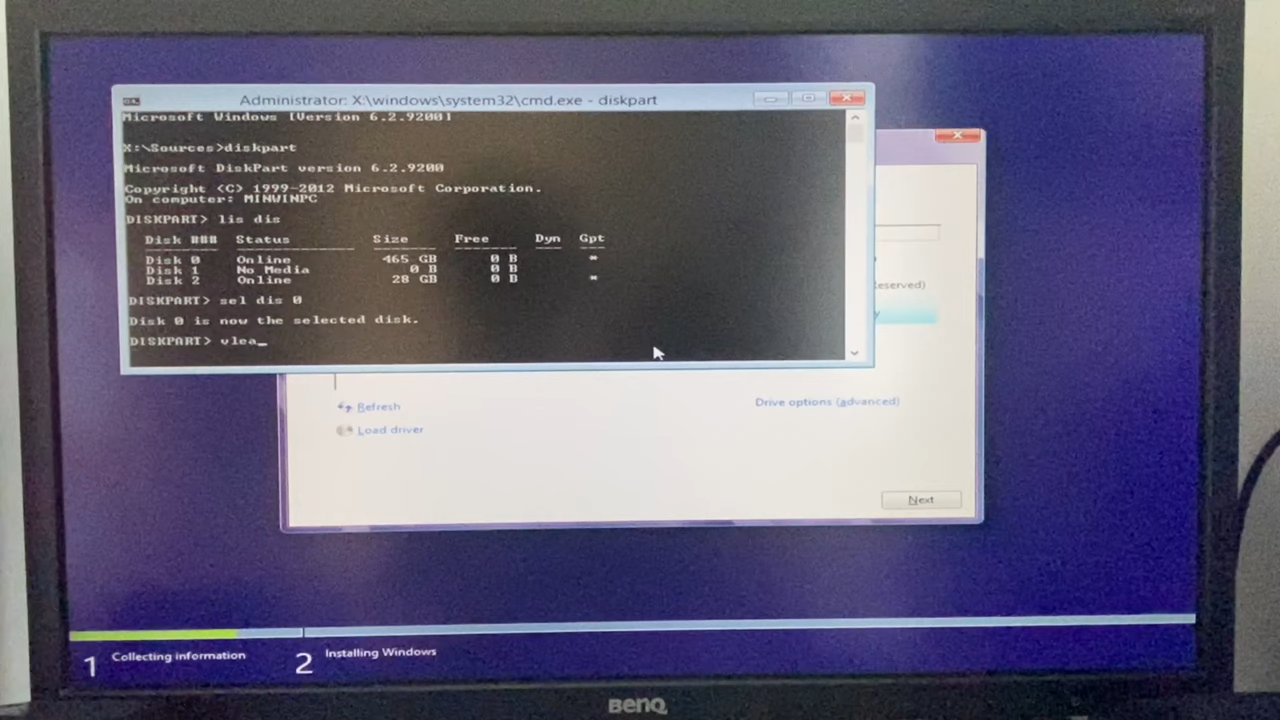 Administrator: X:\windows\system32\cmd.exe - diskpart
Microsoft Windows [Version 6.2.9200]
X:\Sources>diskpart
Microsoft DiskPart version 6.2.9200
Copyright (C) 1999-2012 Microsoft Corporation.
On computer: MININPC
DISKPART> lis dis
Disk ### Status Size Free Dyn Gpt
Disk 0 Online 465 GB 0 B *
Disk 1 No Media 0 B 0 B
Disk 2 Online 28 GB 0 B *
DISKPART> sel dis 0
Disk 0 is now the selected disk.
DISKPART> vlea_
eserved)
Refresh
Drive options (advanced)
Load driver
Next
1 Collecting information
2 Installing Windows
BenQ